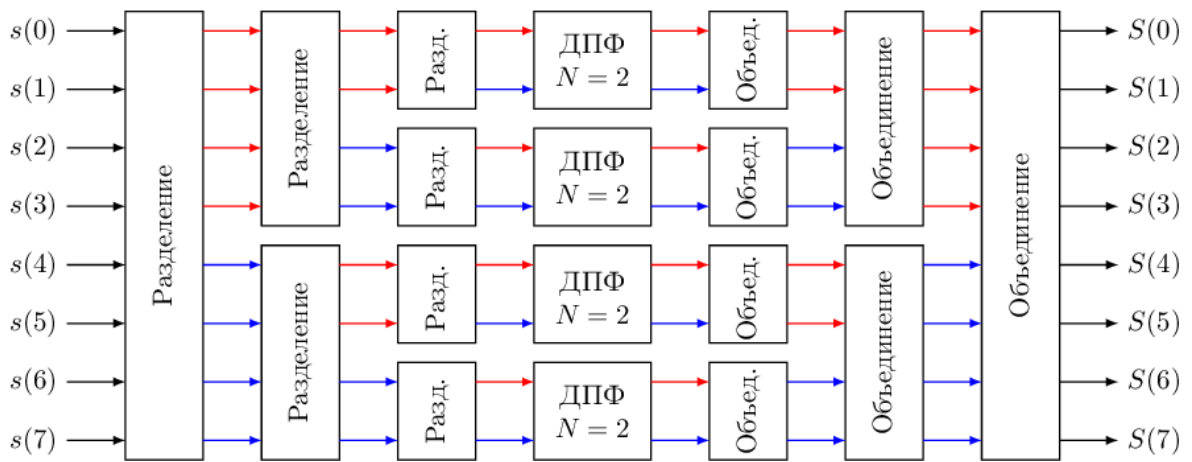 s(0)
s(1)
s(2)
s(3)
s(4)
s(5)
s(6)
s(7)
Разделение
Разделение
Разделение
Разд.
Разд.
Разд.
Разд.
ДПФ
N = 2
ДПФ
N = 2
ДПФ
N = 2
ДПФ
N = 2
Объед.
Объед.
Объед.
Объед.
Объединение
Объединение
Объединение
S(0)
S(1)
S(2)
S(3)
S(4)
S(5)
S(6)
S(7)